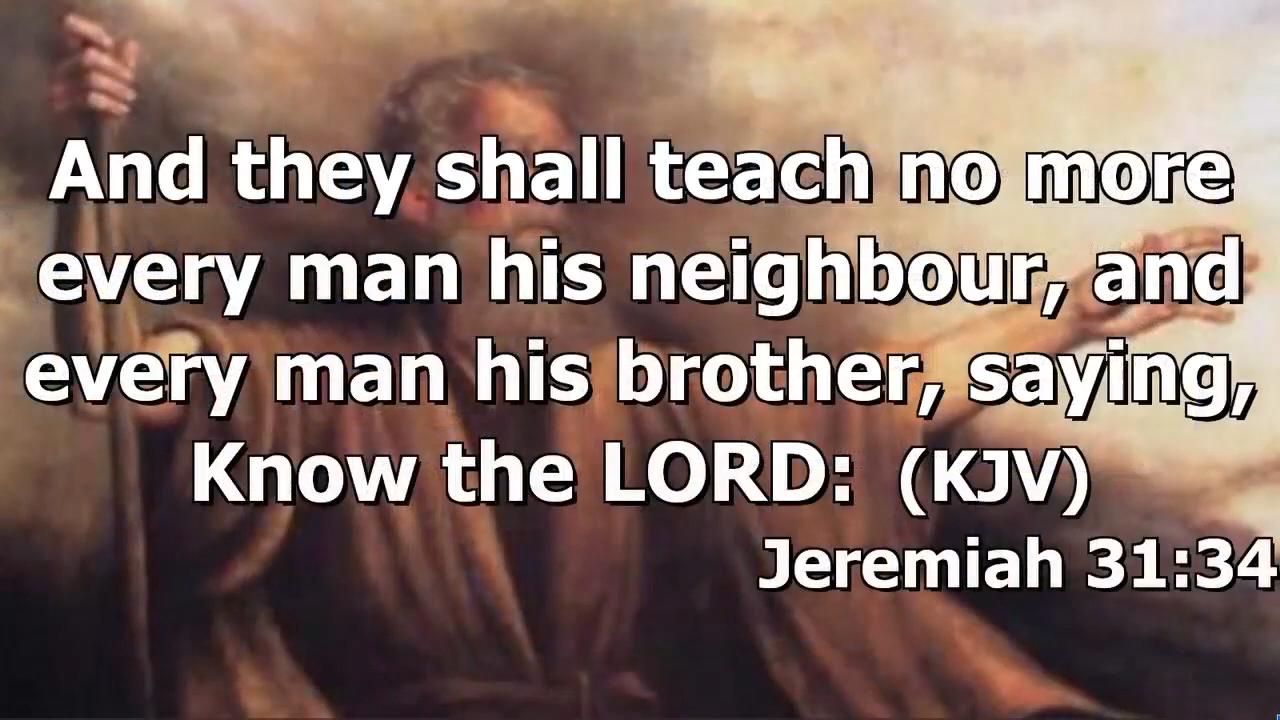 And they shall teach no more
every man his neighbour, and
every man his brother, saying,
Know the LORD: (KJV)
Jeremiah 31:34